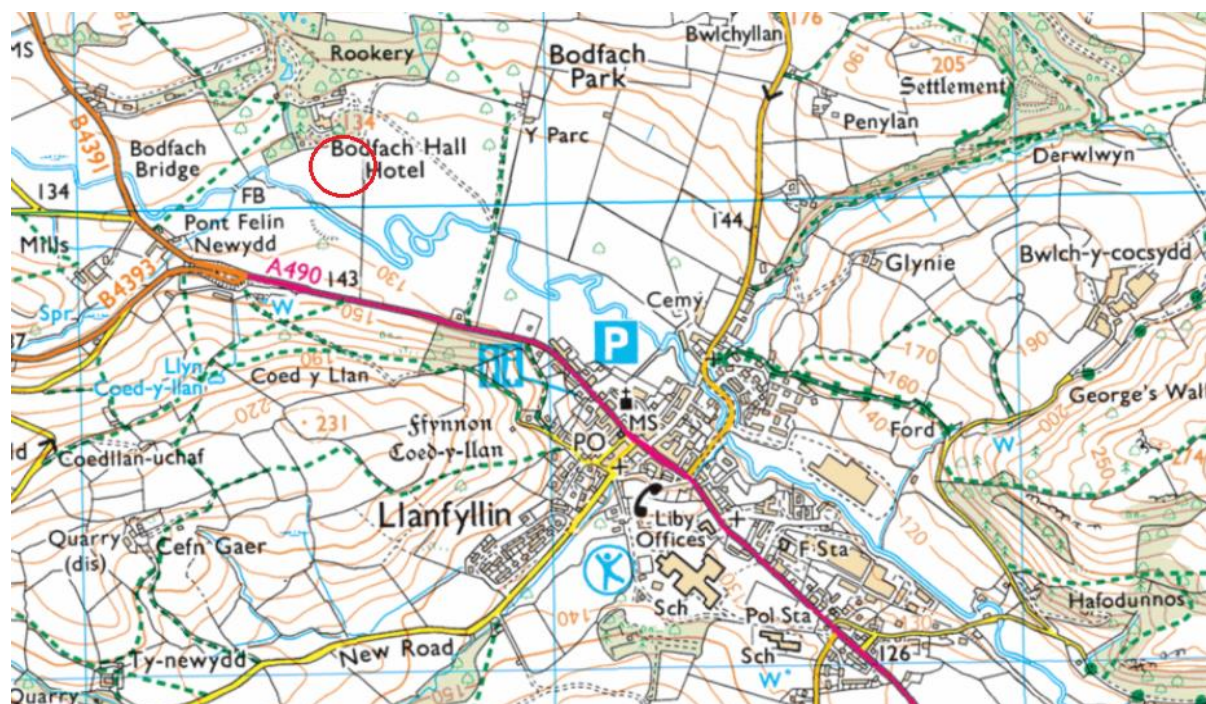 176
Bwlchyllan
MS
Rookery
Bodfach
Park
190
205
Settlement
W
B4391
134
Y Parc
Penylan
Bodfach
Bridge
Bodfach Hall
Hotel
Derwlwyn
134
FB
144
Mills
Pont Felin
Newydd
Glynie
Bwlch-y-cocsydd
A490
143
130
B4393
W
Cemy
Spr
150
P
170
190
Llyn
Coed-y-llan
190
Coed y Llan
160
George's Wall
220
231
Ffynnon
Coed-y-llan
MS
140
Ford
W
200
PO
250
274
Coedllan-uchaf
Llanfyllin
Liby
Offices
120
Quarry
(dis)
Cefn Gaer
F Sta
130
Sch
Hafodunnos
140
Pol Sta
New Road
Sch
126
Ty-newydd
W
150
Quarry